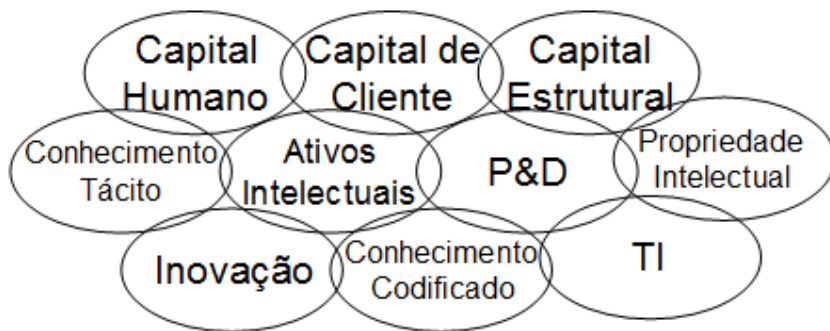 Capital
Humano
Capital de
Cliente
Capital
Estrutural
Conhecimento
Tácito
Ativos
Intelectuais
P&D
Propriedade
Intelectual
Inovação
Conhecimento
Codificado
TI